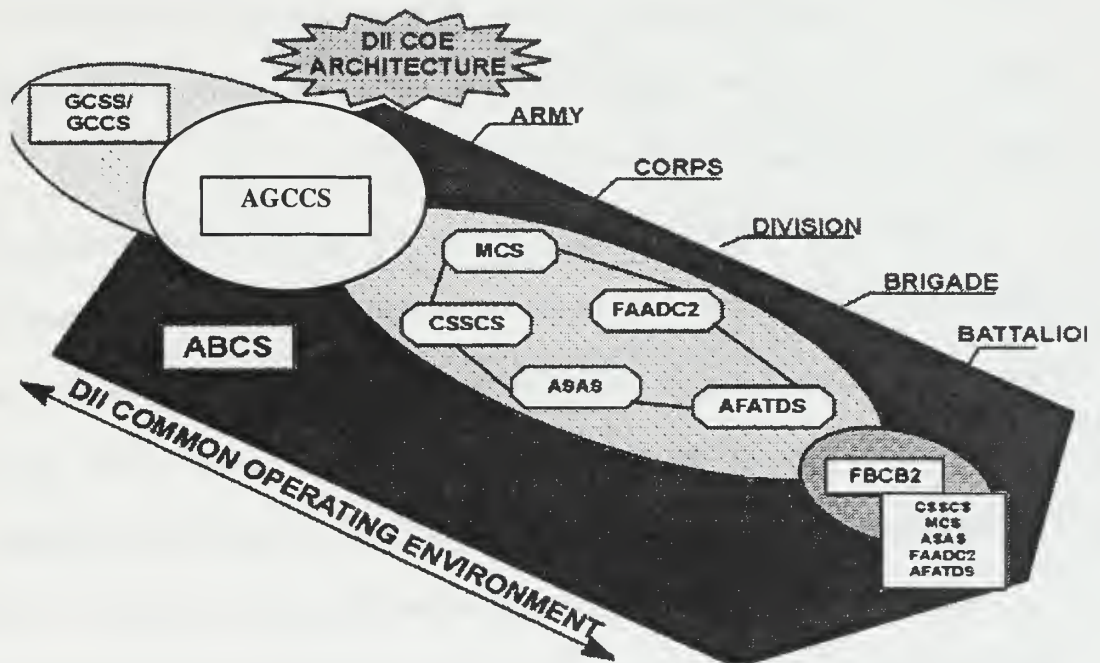 DII COE
ARCHITECTURE
GCSS/
GCCS
ARMY
CORPS
AGCCS
DIVISION
MCS
BRIGADE
FAADC2
CSSCS
BATTALIOI
ABCS
ASAS
AFATDS
DII COMMON OPERATING ENVIRONMENT
FBCB2
CSSCS
MCS
ASAS
FAADC2
AFATDS